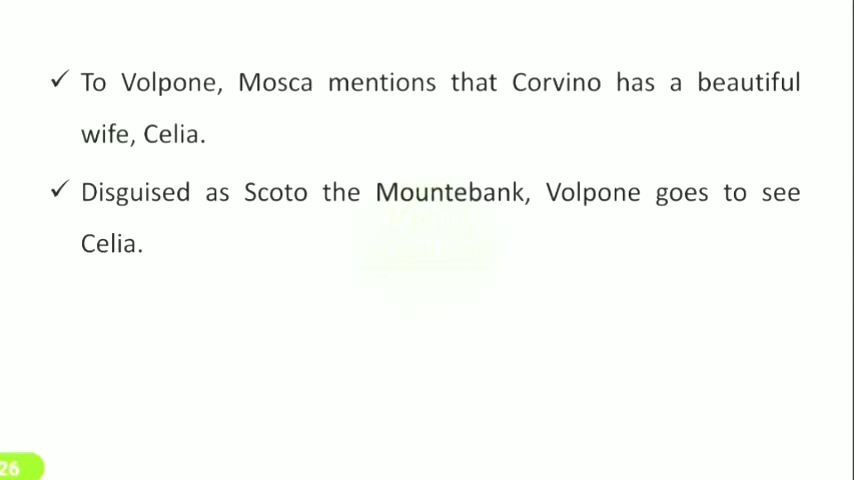 ✓ To Volpone, Mosca mentions that Corvino has a beautiful
wife, Celia.
✓ Disguised as Scoto the Mountebank, Volpone goes to see
Celia.
26